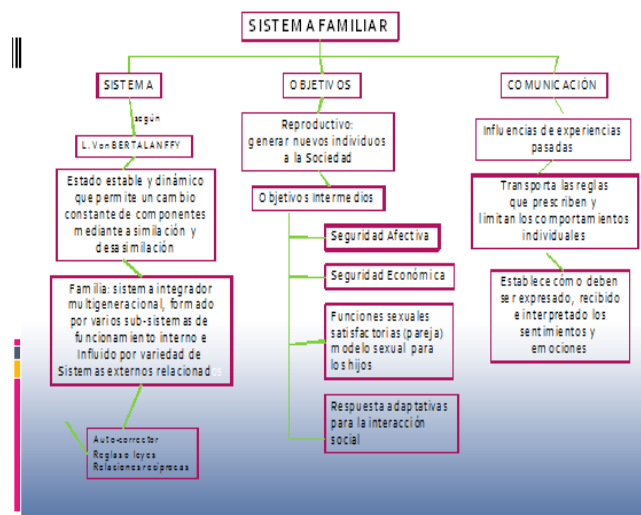 SISTEMA FAMILIAR
SISTEMA
según
L. Von BERTALANFFY
Estado estable y dinámico
que permite un cambio
constante de componentes
mediante asimilación y
desasimilación
Familia: sistema integrador
multigeneracional, formado
por varios sub-sistemas de
funcionamiento interno e
Influido por variedad de
Sistemas externos relacionados
Auto-corrector
Reglas o leyes
Relaciones recíprocas
OBJETIVOS
Reproductivo:
generar nuevos individuos
a la Sociedad
Objetivos Intermedios
Seguridad Afectiva
Seguridad Económica
Funciones sexuales
satisfactorias (pareja)
modelo sexual para
los hijos
Respuesta adaptativas
para la interacción
social
COMUNICACIÓN
Influencias de experiencias
pasadas
Transporta las reglas
que prescriben y
limitan los comportamientos
individuales
Establece cómo deben
ser expresado, recibido
e interpretado los
sentimientos y
emociones